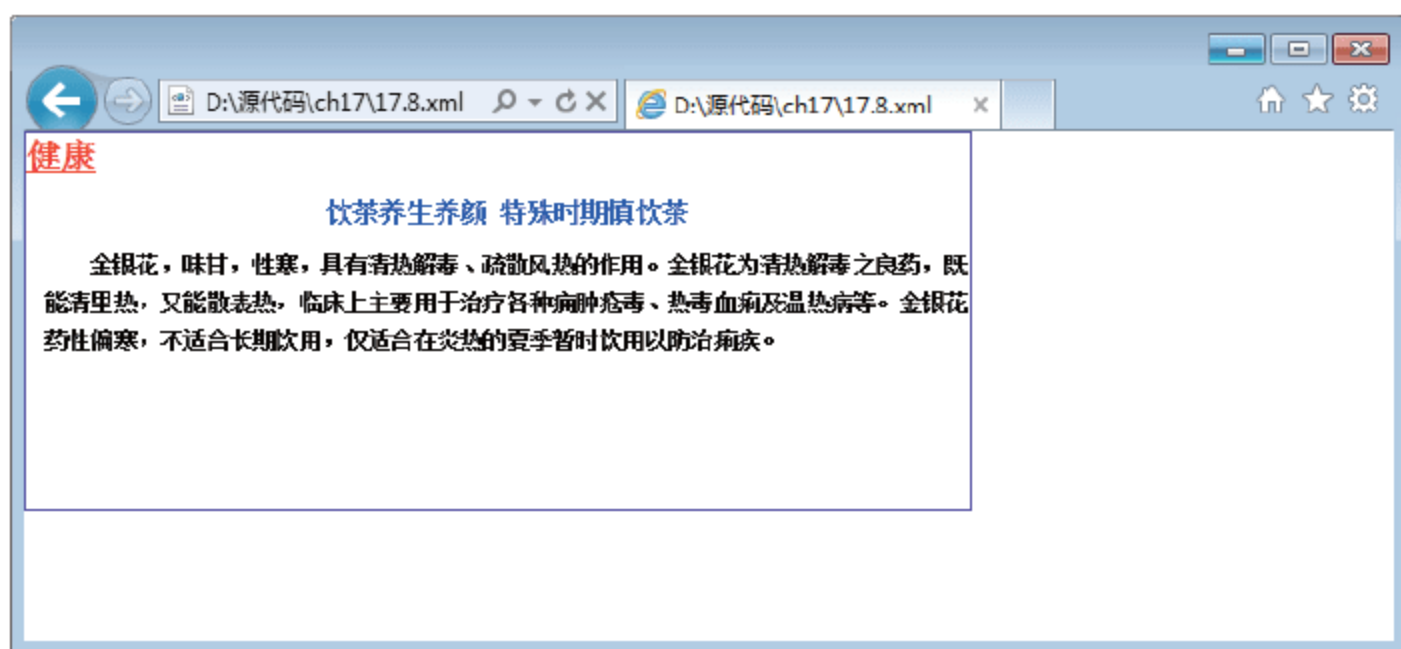 D:\源代码\ch17\17.8.xml
D:\源代码\ch17\17.8.xml
健康
饮茶养生养颜 特殊时期慎饮茶
金银花，味甘，性寒，具有清热解毒、疏散风热的作用。金银花为清热解毒之良药，既
能清里热，又能散表热，临床上主要用于治疗各种痈肿疮毒、热毒血痢及温热病等。金银花
药性偏寒，不适合长期饮用，仅适合在炎热的夏季暂时饮用以防治痢疾。